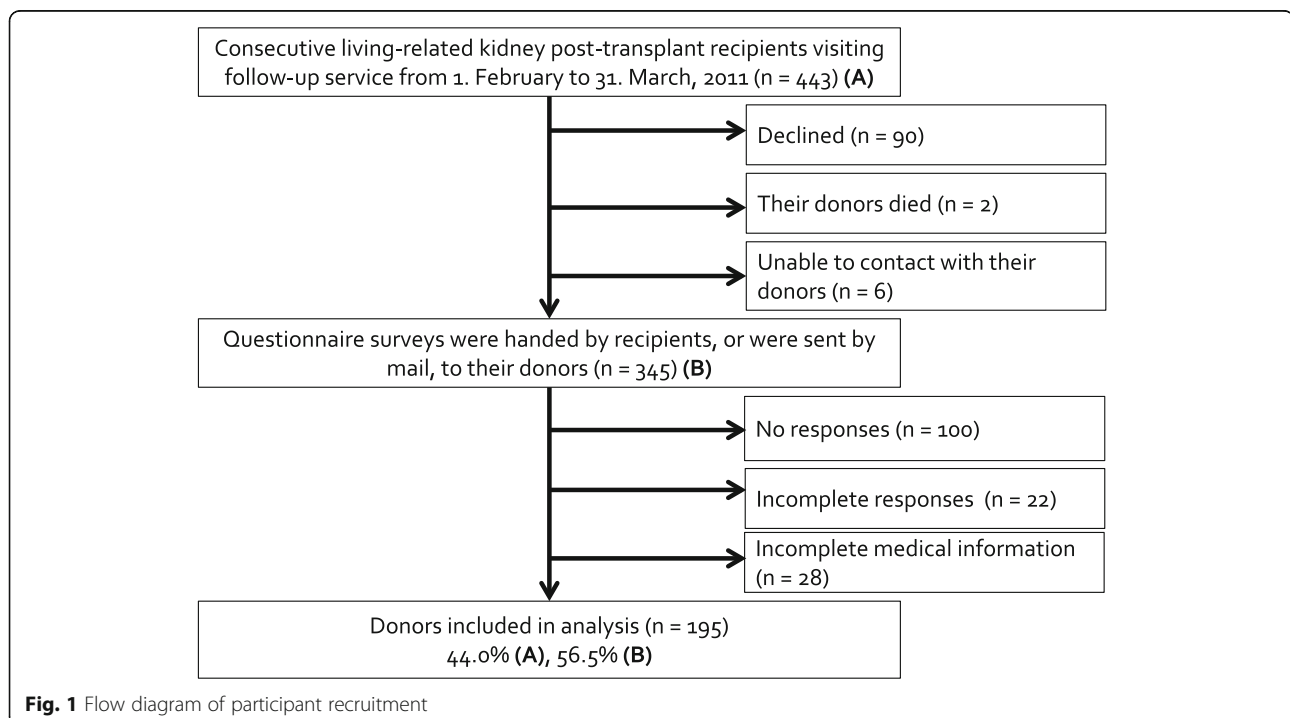 Consecutive living-related kidney post-transplant recipients visiting
follow-up service from 1. February to 31. March, 2011 (n = 443) (A)
Declined (n = 90)
Their donors died (n = 2)
Unable to contact with their
donors (n = 6)
Questionnaire surveys were handed by recipients, or were sent by
mail, to their donors (n = 345) (B)
No responses (n = 100)
Incomplete responses (n = 22)
Incomplete medical information
(n = 28)
Donors included in analysis (n = 195)
44.0% (A), 56.5% (B)
Fig. 1 Flow diagram of participant recruitment